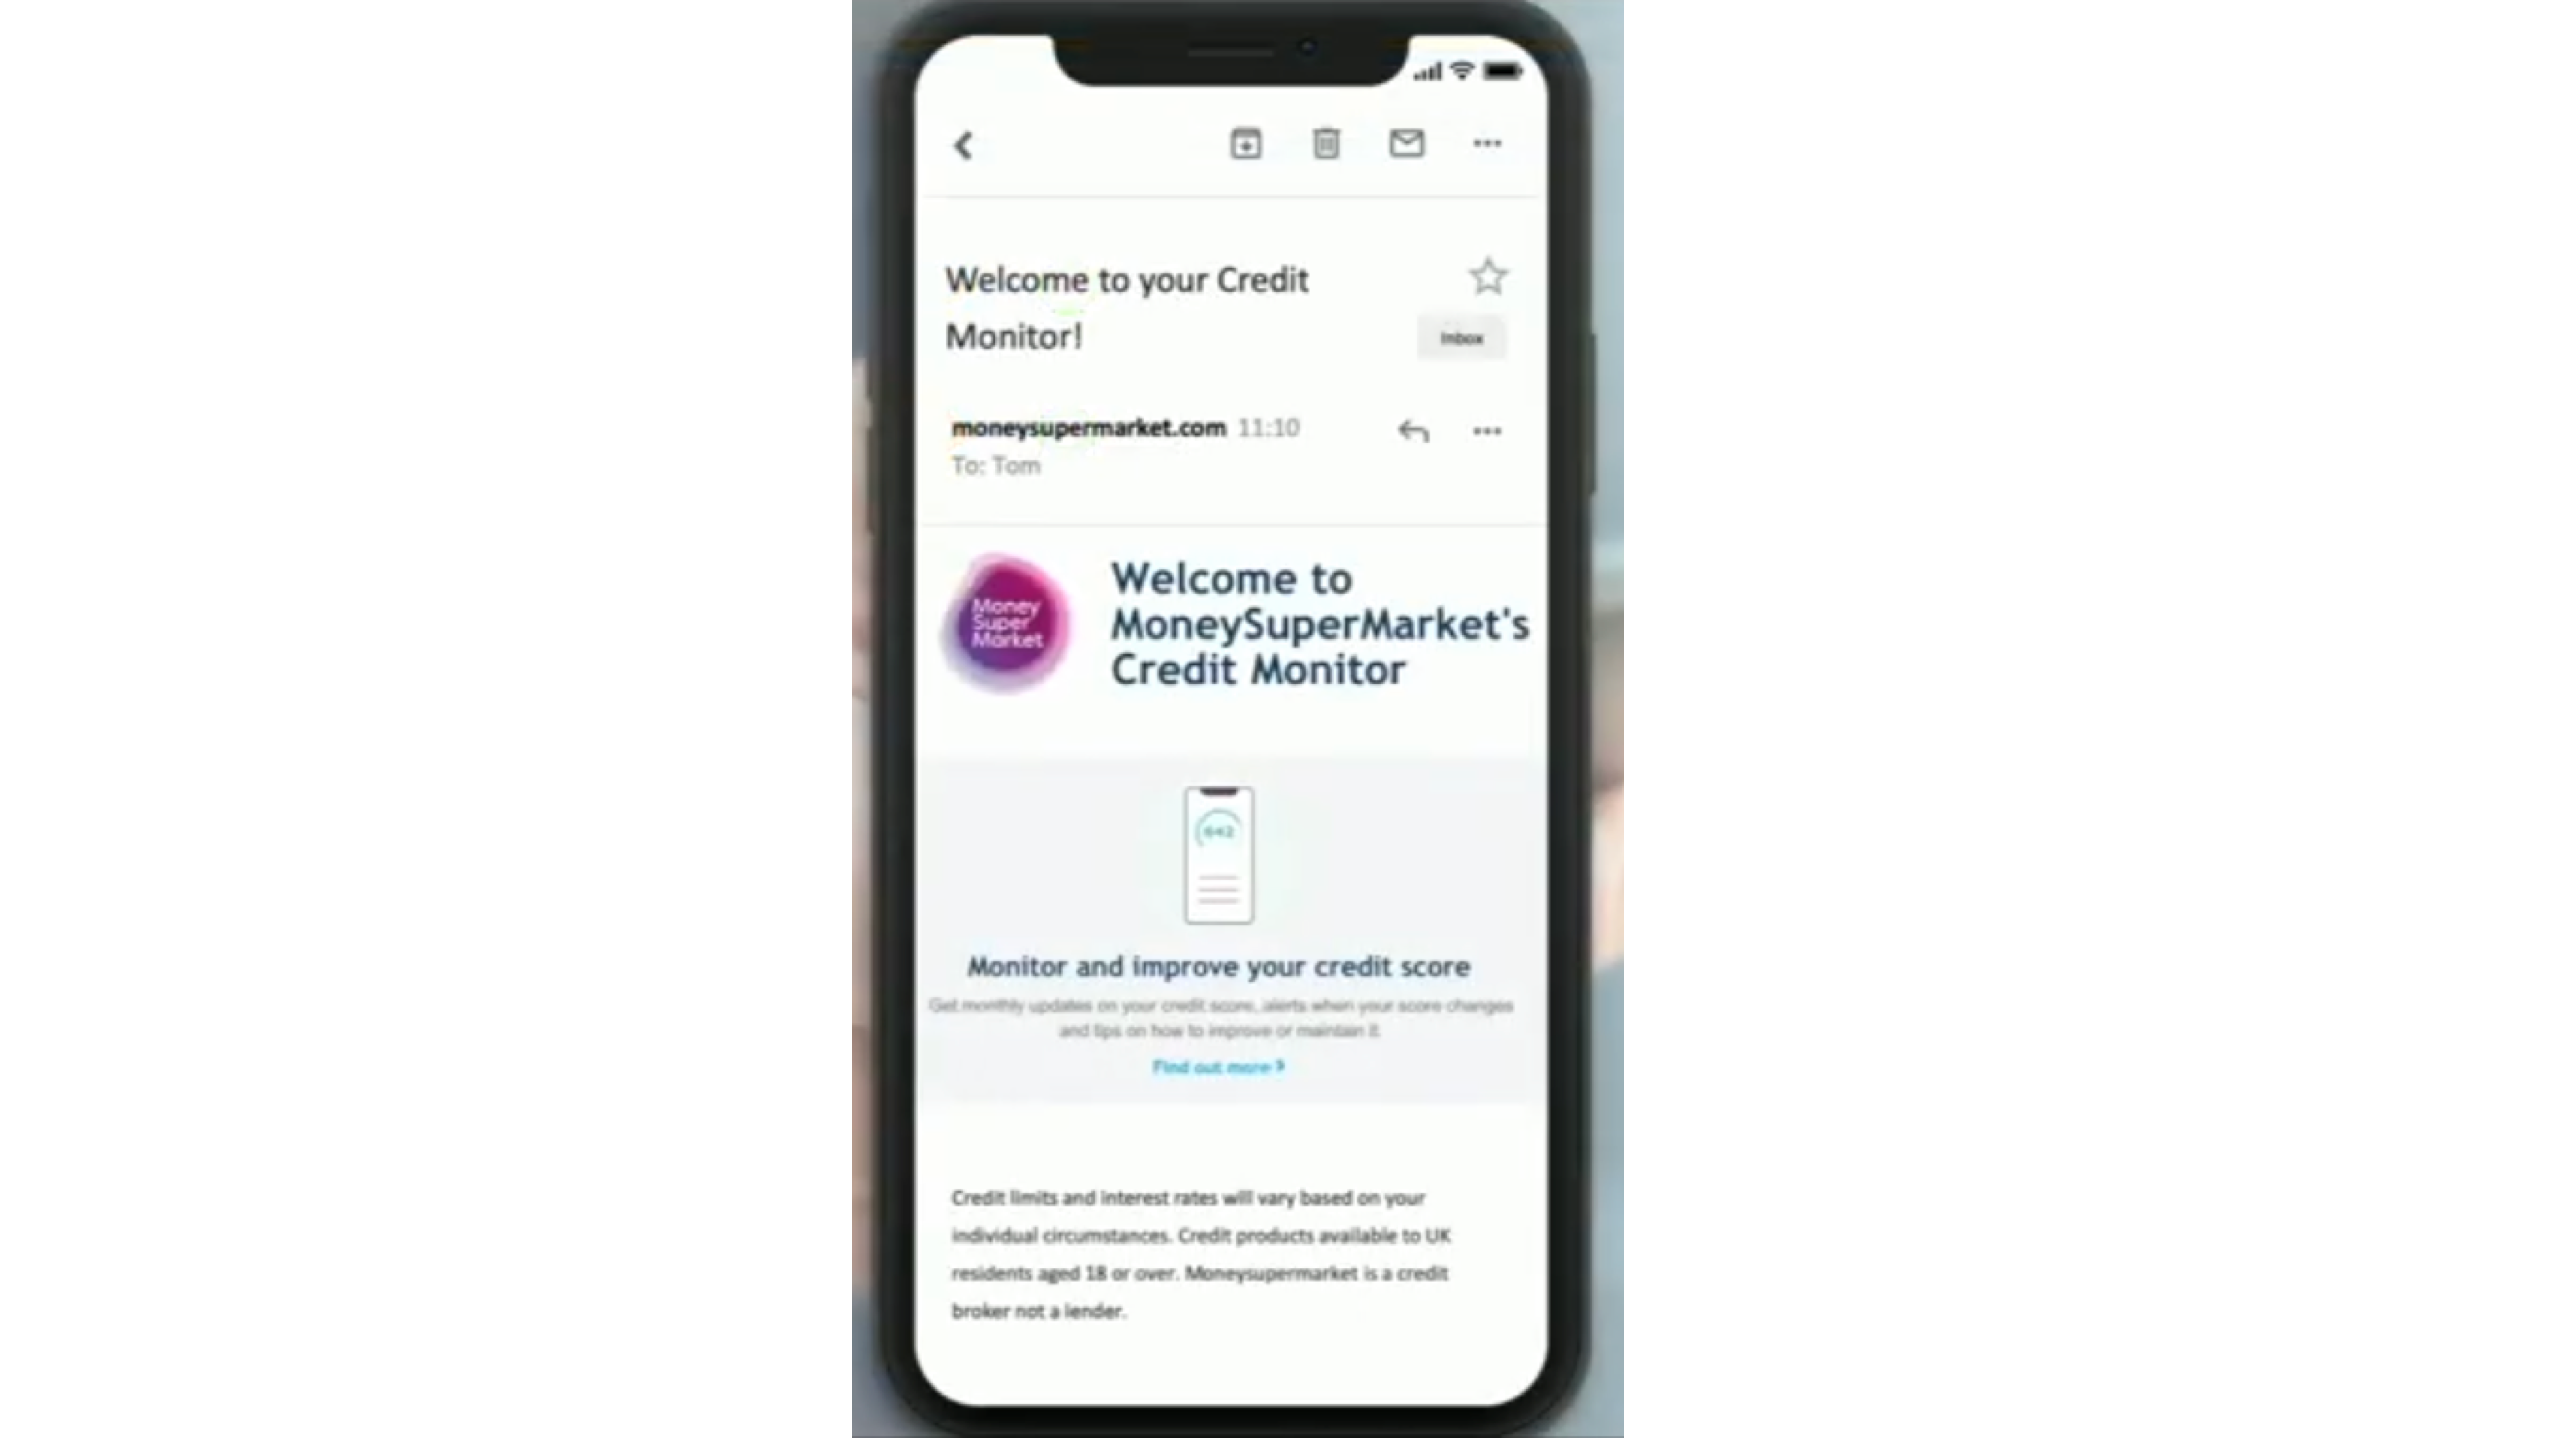 Welcome to your Credit
Monitor!
Inbox
moneysupermarket.com 11:10
To: Tom
Money
Super
Market
Welcome to
MoneySuperMarket's
Credit Monitor
642
Monitor and improve your credit score
Get monthly updates on your credit score, alerts when your score changes
and tips on how to improve or maintain it
Find out more
Credit limits and interest rates will vary based on your
individual circumstances. Credit products available to UK
residents aged 18 or over. Moneysupermarket is a credit
broker not a lender.